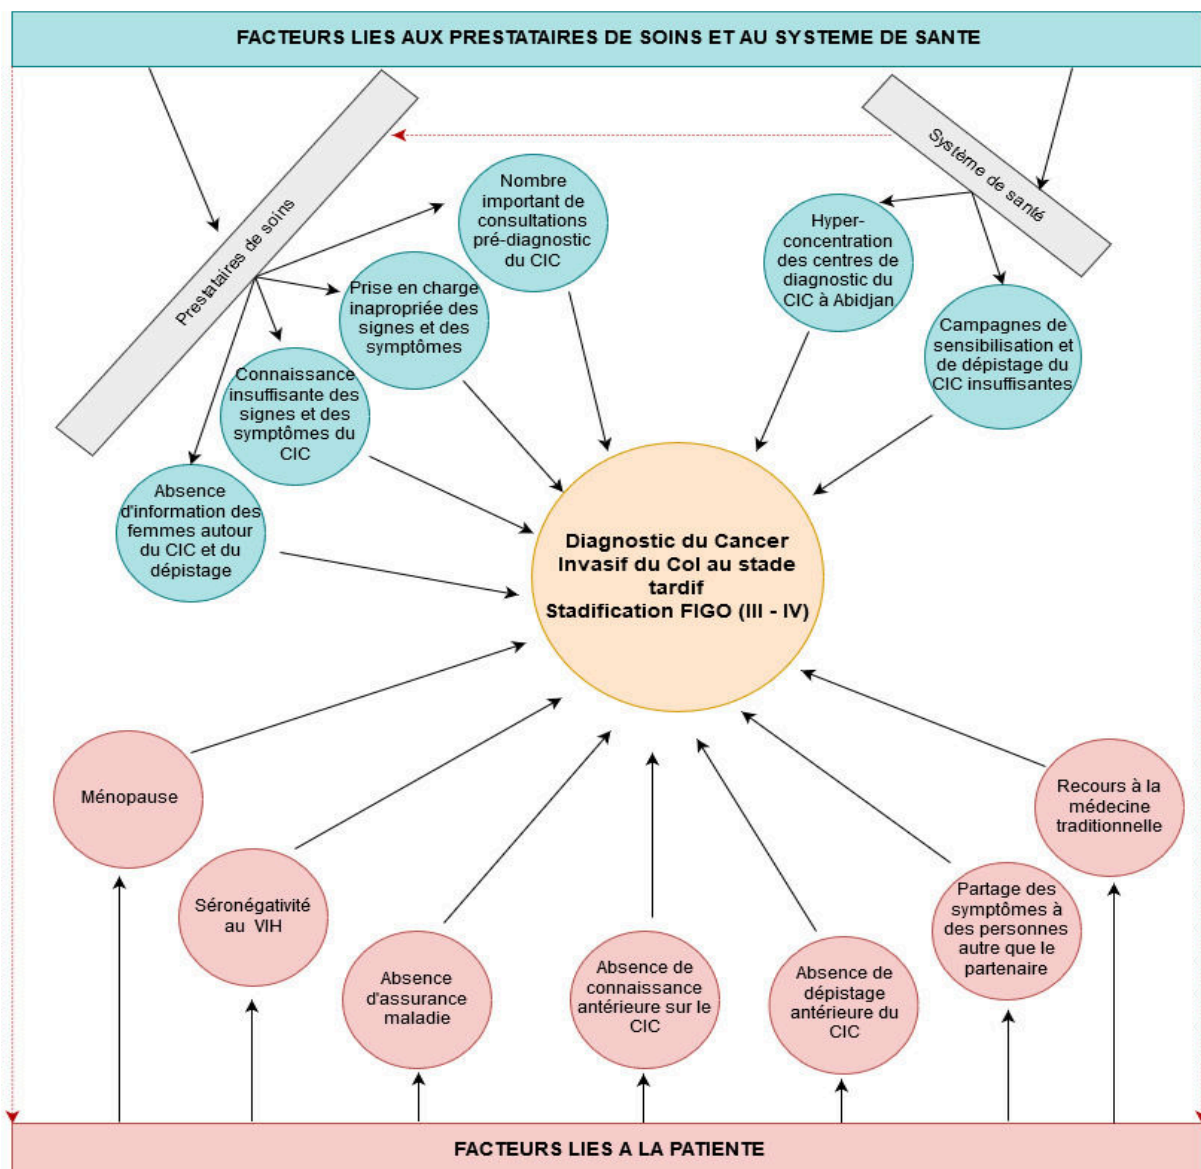 FACTEURS LIES AUX PRESTATAIRES DE SOINS ET AU SYSTEME DE SANTE
Prestataires de soins
Système de santé
Nombre
important de
consultations
pré-diagnostic
du CIC
Hyper-
concentration
des centres de
diagnostic du
CIC à Abidjan
Prise en charge
inapropriée des
signes et des
symptômes
Campagnes de
sensibilisation et
de dépistage du
CIC insuffisantes
Connaissance
insuffisante des
signes et des
symptômes du
CIC
Absence
d'information des
femmes autour
du CIC et du
dépistage
Diagnostic du Cancer
Invasif du Col au stade
tardif
Stadification FIGO (III - IV)
Ménopause
Séronégativité
au VIH
Absence
d'assurance
maladie
Absence de
connaissance
antérieure sur le
CIC
Absence de
dépistage
antérieure du
CIC
Partage des
symptômes à
des personnes
autre que le
partenaire
Recours à la
médecine
traditionnelle
FACTEURS LIES A LA PATIENTE